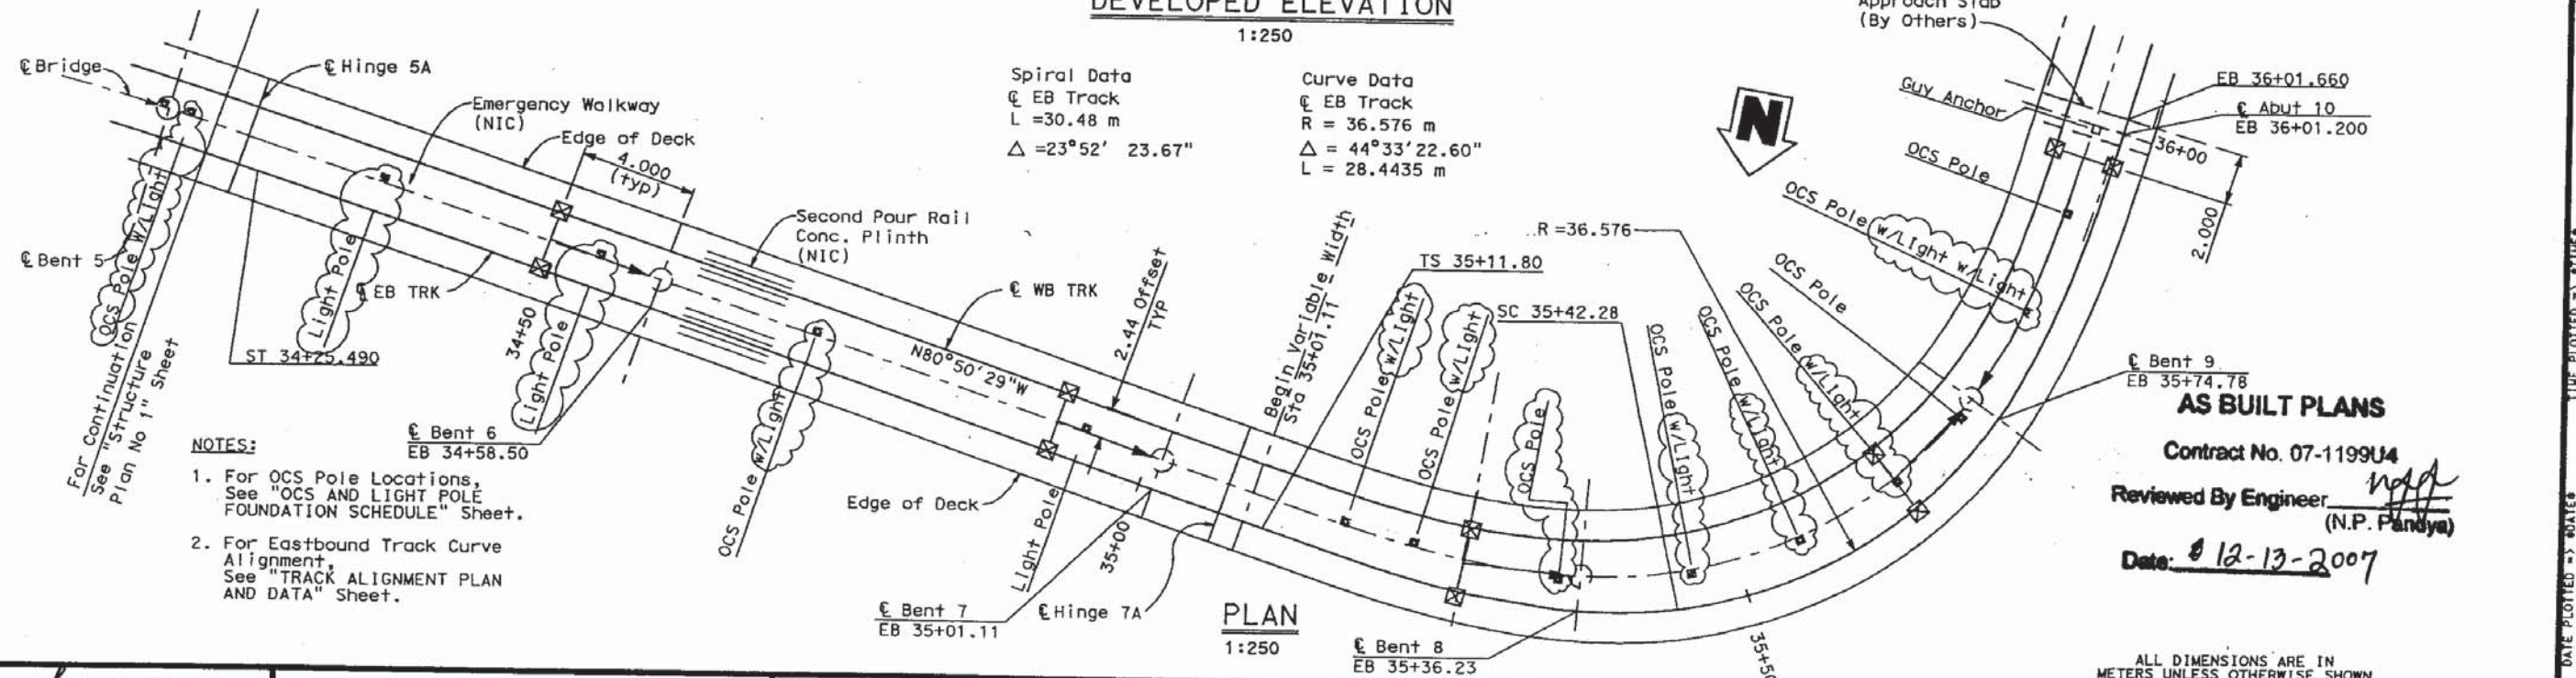 DEVELOPED ELEVATION
1:250
Approach Slab
(By Others)
℄ Bridge
℄ Hinge 5A
Emergency Walkway
(NIC)
Edge of Deck
4.000
(typ)
Spiral Data
℄ EB Track
L =30.48 m
△ =23°52' 23.67"
Curve Data
℄ EB Track
R = 36.576 m
△ = 44°33'22.60"
L = 28.4435 m
N
Guy Anchor
EB 36+01.660
℄ Abut 10
EB 36+01.200
36+00
OCS Pole
2.000
OCS Pole w/Light w/Light
℄ Bent 5
OCS Pole W/Light
Light Pole
℄ EB TRK
Second Pour Rail
Conc. Plinth
(NIC)
℄ WB TRK
2.44 Offset
TYP
Begin Variable Width
Sta 35+01.11
R =36.576
TS 35+11.80
SC 35+42.28
OCS Pole w/Light
OCS Pole w/Light
OCS Pole
OCS Pole w/Light
OCS Pole w/Light
OCS Pole w/Light
OCS Pole
34+50
Light Pole
ST 34+25.490
N80°50'29"W
OCS Pole w/Light
For Continuation
See "Structure
Plan No 1" Sheet
℄ Bent 6
EB 34+58.50
℄ Bent 9
EB 35+74.78
AS BUILT PLANS
Contract No. 07-1199U4
Reviewed By Engineer
(N.P. Pandya)
Date: 12-13-2007
NOTES:
1. For OCS Pole Locations,
See "OCS AND LIGHT POLE
FOUNDATION SCHEDULE" Sheet.
2. For Eastbound Track Curve
Alignment,
See "TRACK ALIGNMENT PLAN
AND DATA" Sheet.
Edge of Deck
Light Pole
35+00
℄ Bent 7
EB 35+01.11
℄ Hinge 7A
PLAN
1:250
℄ Bent 8
EB 35+36.23
35+50
ALL DIMENSIONS ARE IN
METERS UNLESS OTHERWISE SHOWN
DATE PLOTTED =>